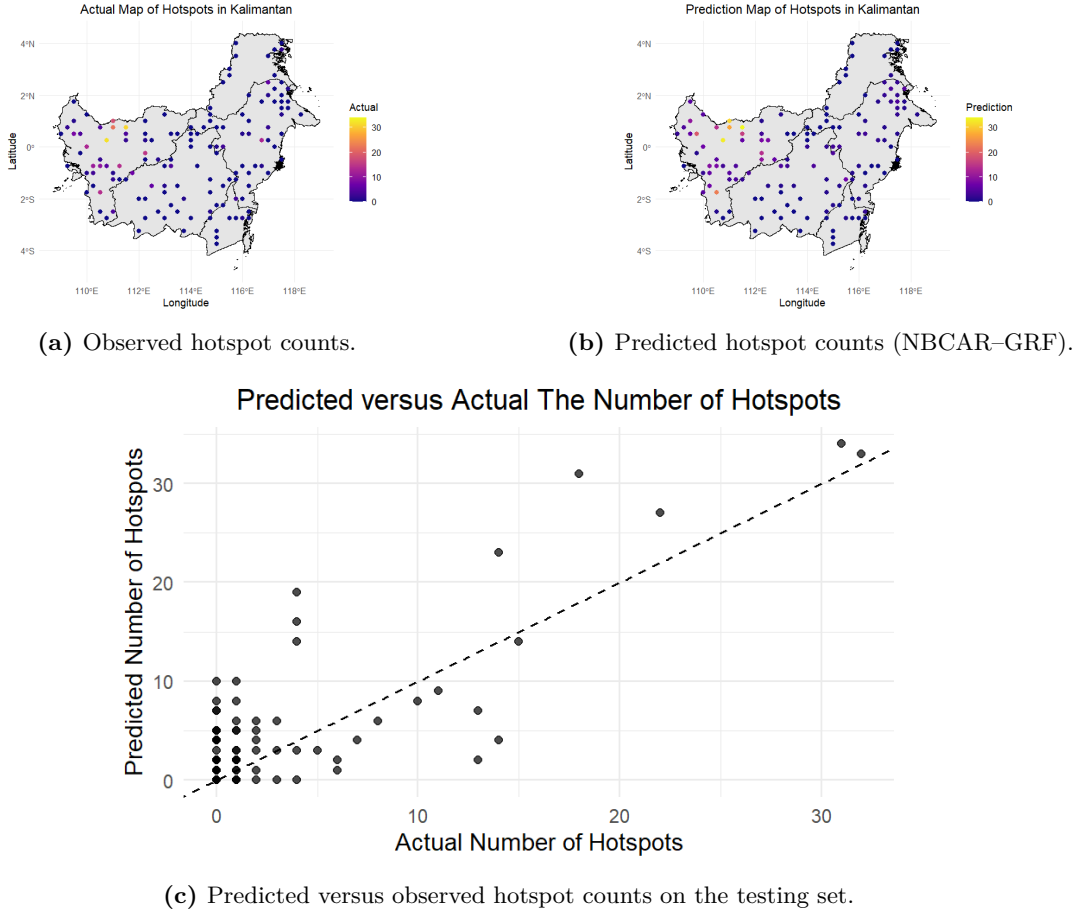 Actual Map of Hotspots in Kalimantan
4°N
2°N
0°
2°S
4°S
Latitude
110°E 112°E 114°E 116°E 118°E
Longitude
Actual
30
20
10
0
(a) Observed hotspot counts.
Prediction Map of Hotspots in Kalimantan
4°N
2°N
0°
2°S
4°S
Latitude
110°E 112°E 114°E 116°E 118°E
Longitude
Prediction
30
20
10
0
(b) Predicted hotspot counts (NBCAR–GRF).
Predicted versus Actual The Number of Hotspots
Predicted Number of Hotspots
30
20
10
0
0 10 20 30
Actual Number of Hotspots
(c) Predicted versus observed hotspot counts on the testing set.